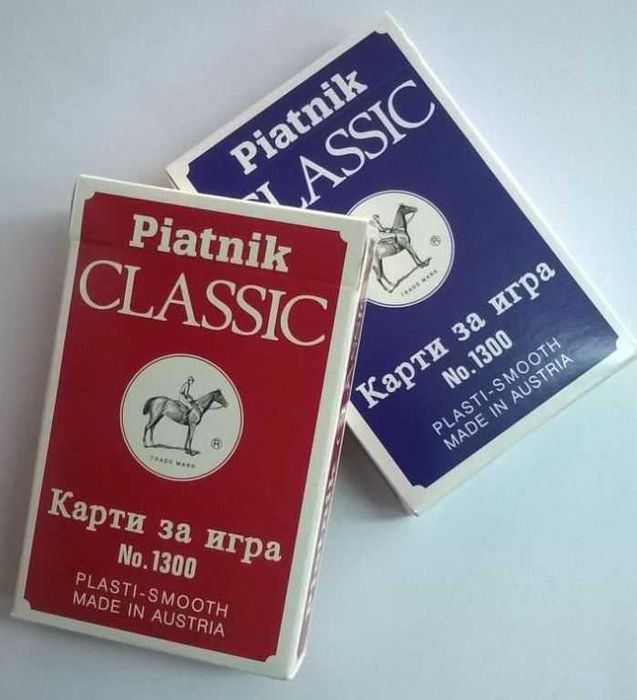 Piatnik
CLASSIC
®
TRADE MARK
Карти за игра
No.1300
PLASTI-SMOOTH
MADE IN AUSTRIA
Piatnik
CLASSIC
®
TRADE MARK
Карти за игра
No.1300
PLASTI-SMOOTH
MADE IN AUSTRIA